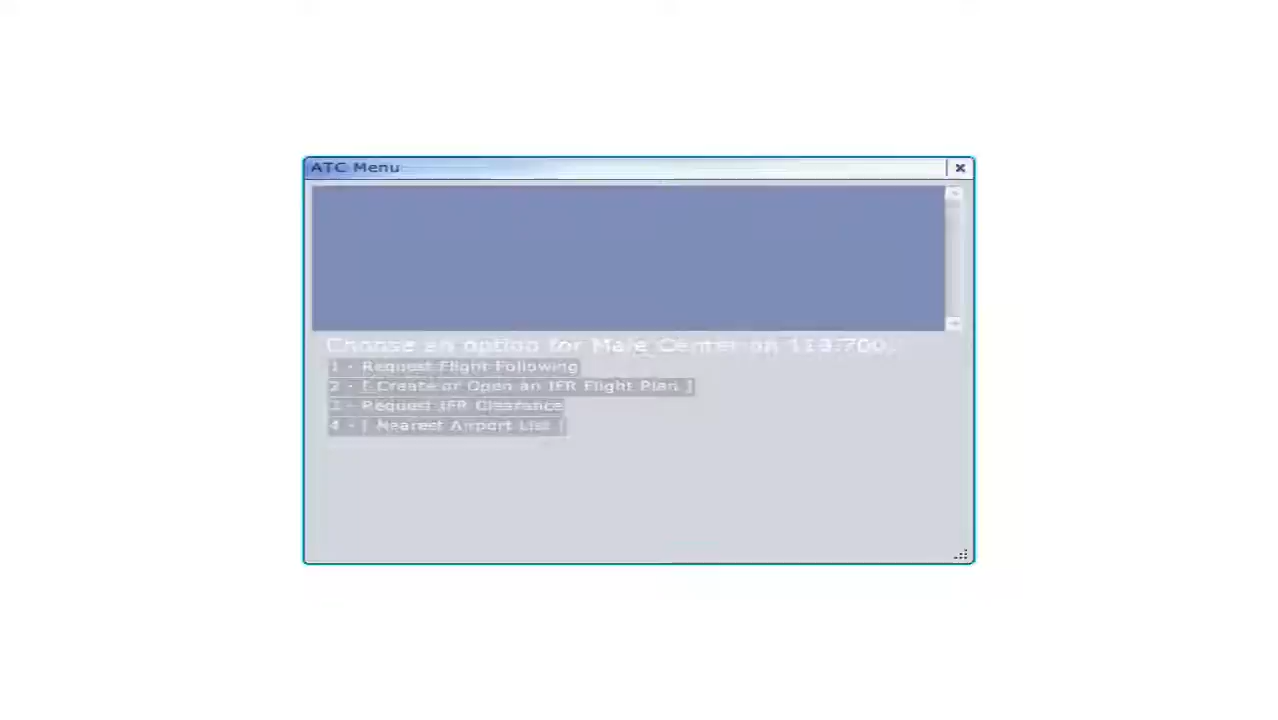 ATC Menu
Choose an option for Male Center on 119.700.
1 - Request Flight Following
2 - [ Create or Open an IFR Flight Plan ]
3 - Request IFR Clearance
4 - [ Nearest Airport List ]